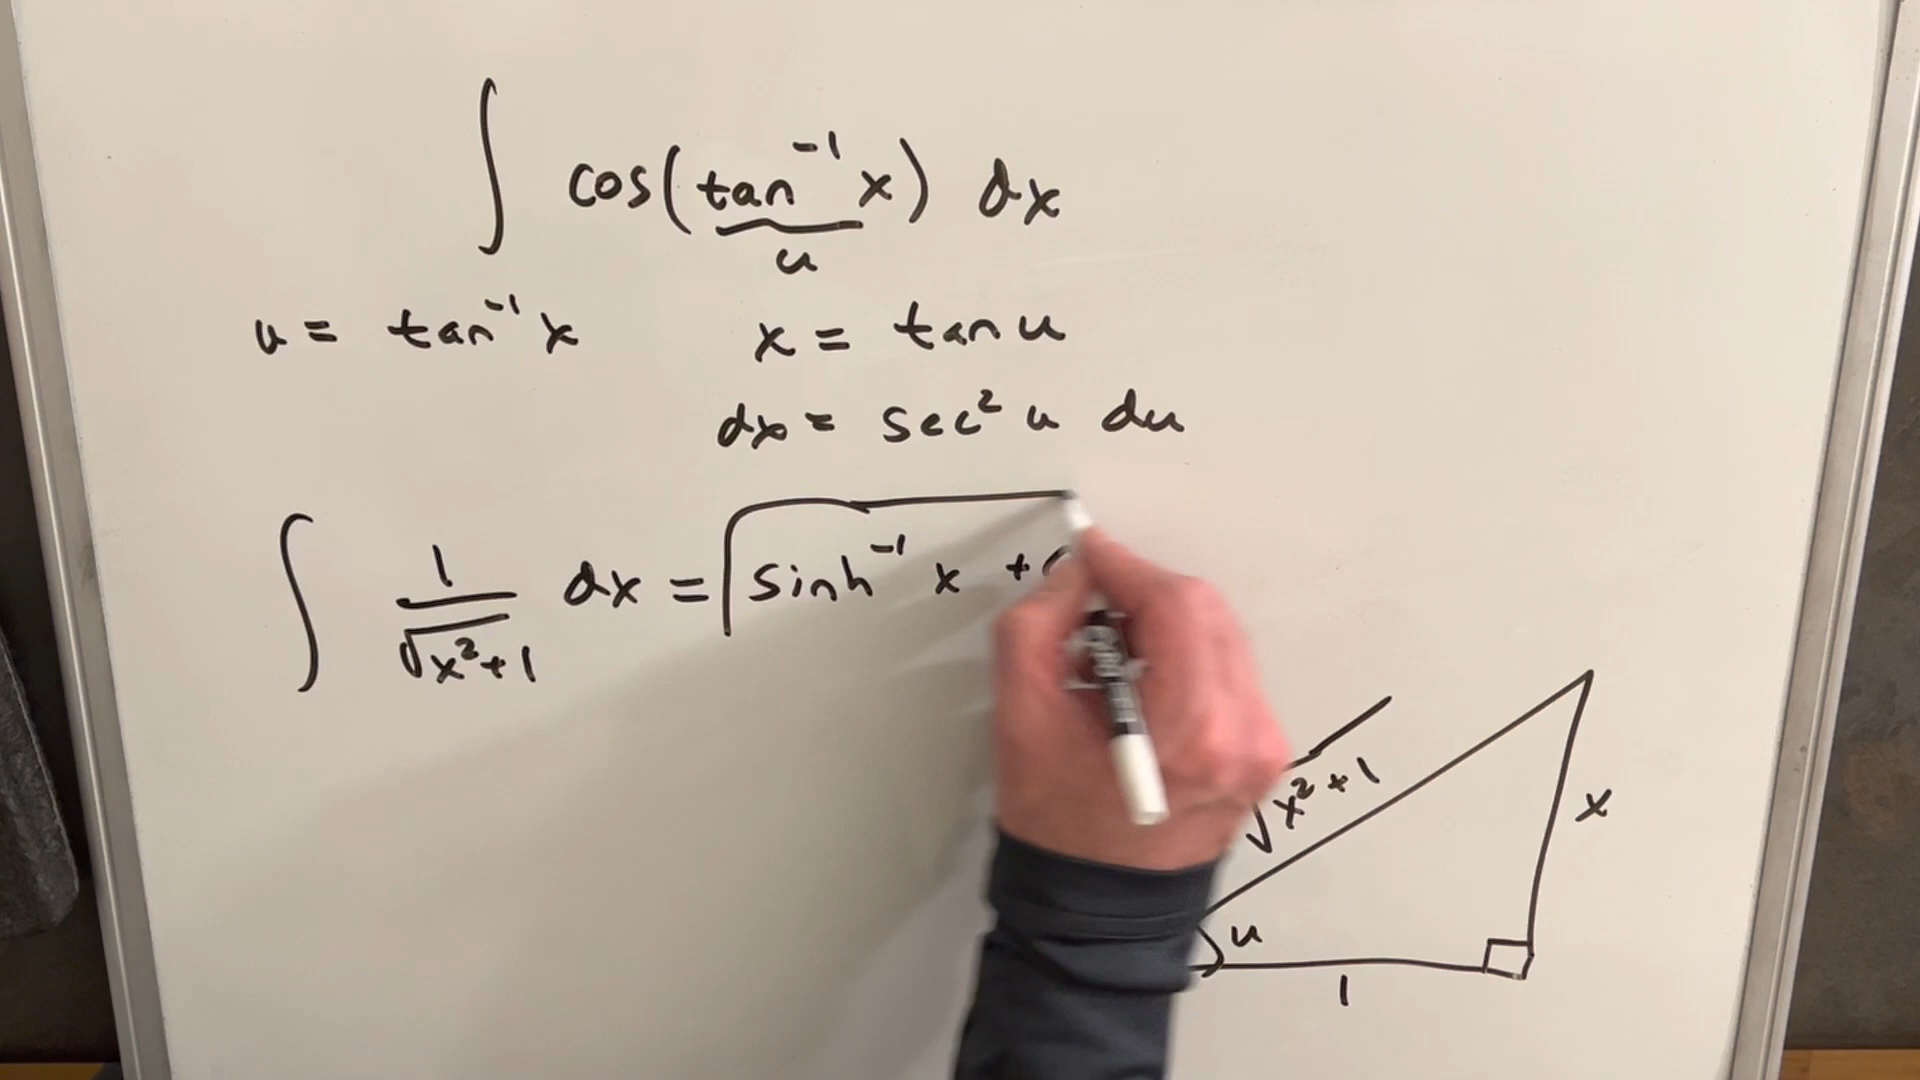 ∫ cos(tan⁻¹ x) dx
u
u = tan⁻¹ x x = tan u
dx = sec² u du
∫ 1/√(x²+1) dx = sinh⁻¹ x +
√x²+1
x
u
1